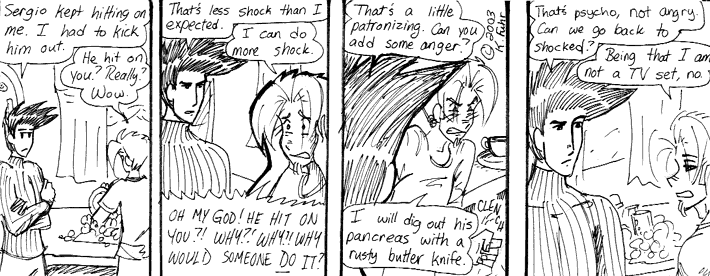 Sergio kept hitting on
me. I had to kick
him out.
He hit on
you? Really?
Wow.
That's less shock than I
expected.
I can do
more shock.
OH MY GOD! HE HIT ON
YOU?!! WHY?!! WHY!! WHY
WOULD SOMEONE DO IT?
That's a little
patronizing. Can you
add some anger?
©2003
I will dig out his
pancreas with a
rusty butter knife.
That's psycho, not angry.
Can we go back to
shocked?
Being that I am
not a TV set, no.